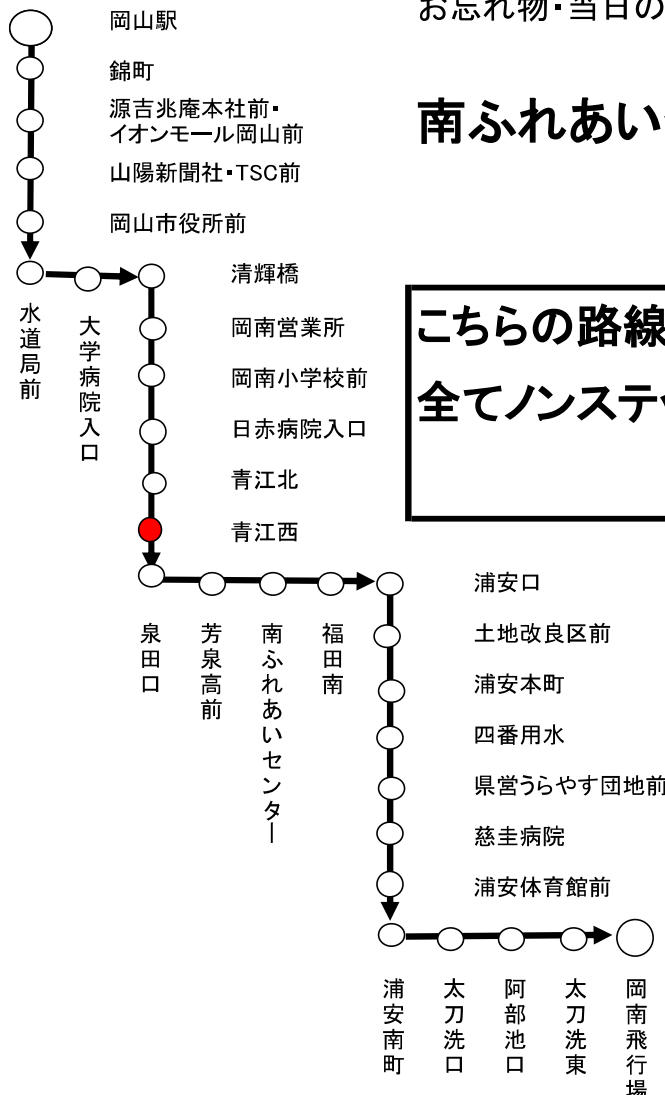 岡山駅
お忘れ物・当日の
錦町
源吉兆庵本社前・
イオンモール岡山前
南ふれあい
山陽新聞社・TSC前
岡山市役所前
水道局前
大学病院入口
清輝橋
岡南営業所
岡南小学校前
日赤病院入口
青江北
青江西
こちらの路線
全てノンステ
泉田口
芳泉高前
南ふれあいセンター
福田南
浦安口
土地改良区前
浦安本町
四番用水
県営うらやす団地前
慈圭病院
浦安体育館前
浦安南町
太刀洗口
阿部池口
太刀洗東
岡南飛行場